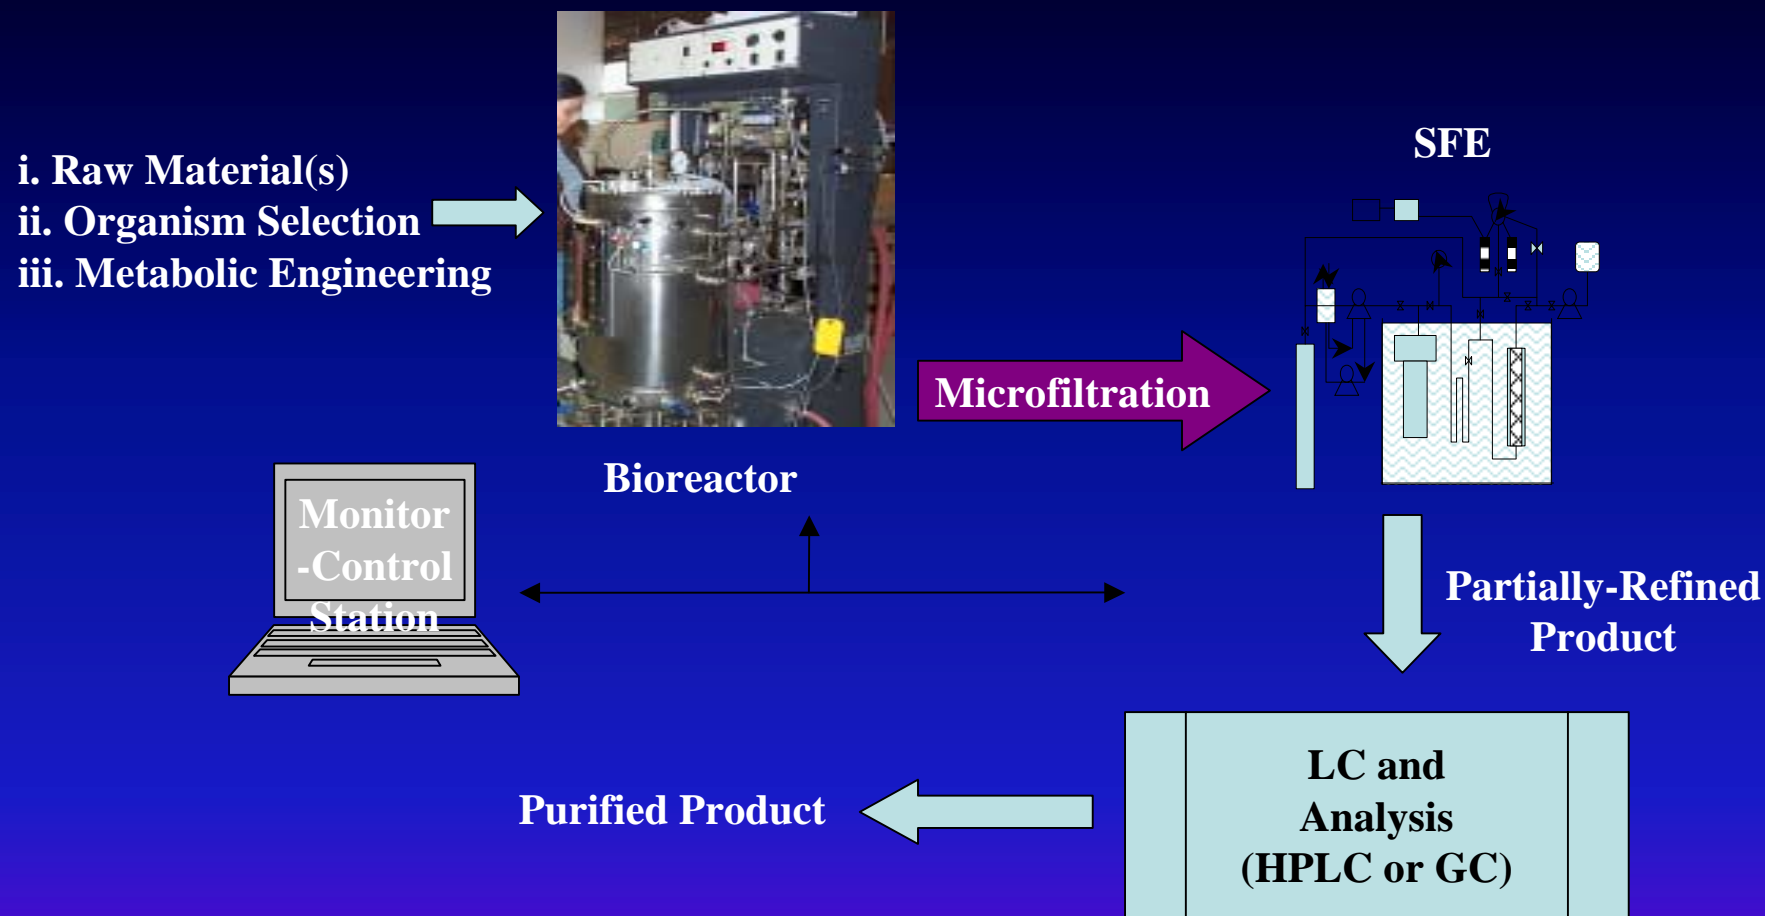 i. Raw Material(s)
ii. Organism Selection
iii. Metabolic Engineering
SFE
Microfiltration
Bioreactor
Monitor
-Control
Station
Partially-Refined
Product
LC and
Analysis
(HPLC or GC)
Purified Product